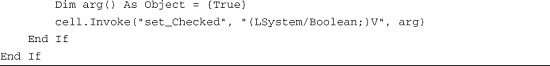 Dim arg() As Object = {True}
cell.Invoke("set_Checked", "(LSystem/Boolean;)V", arg)
End If
End If